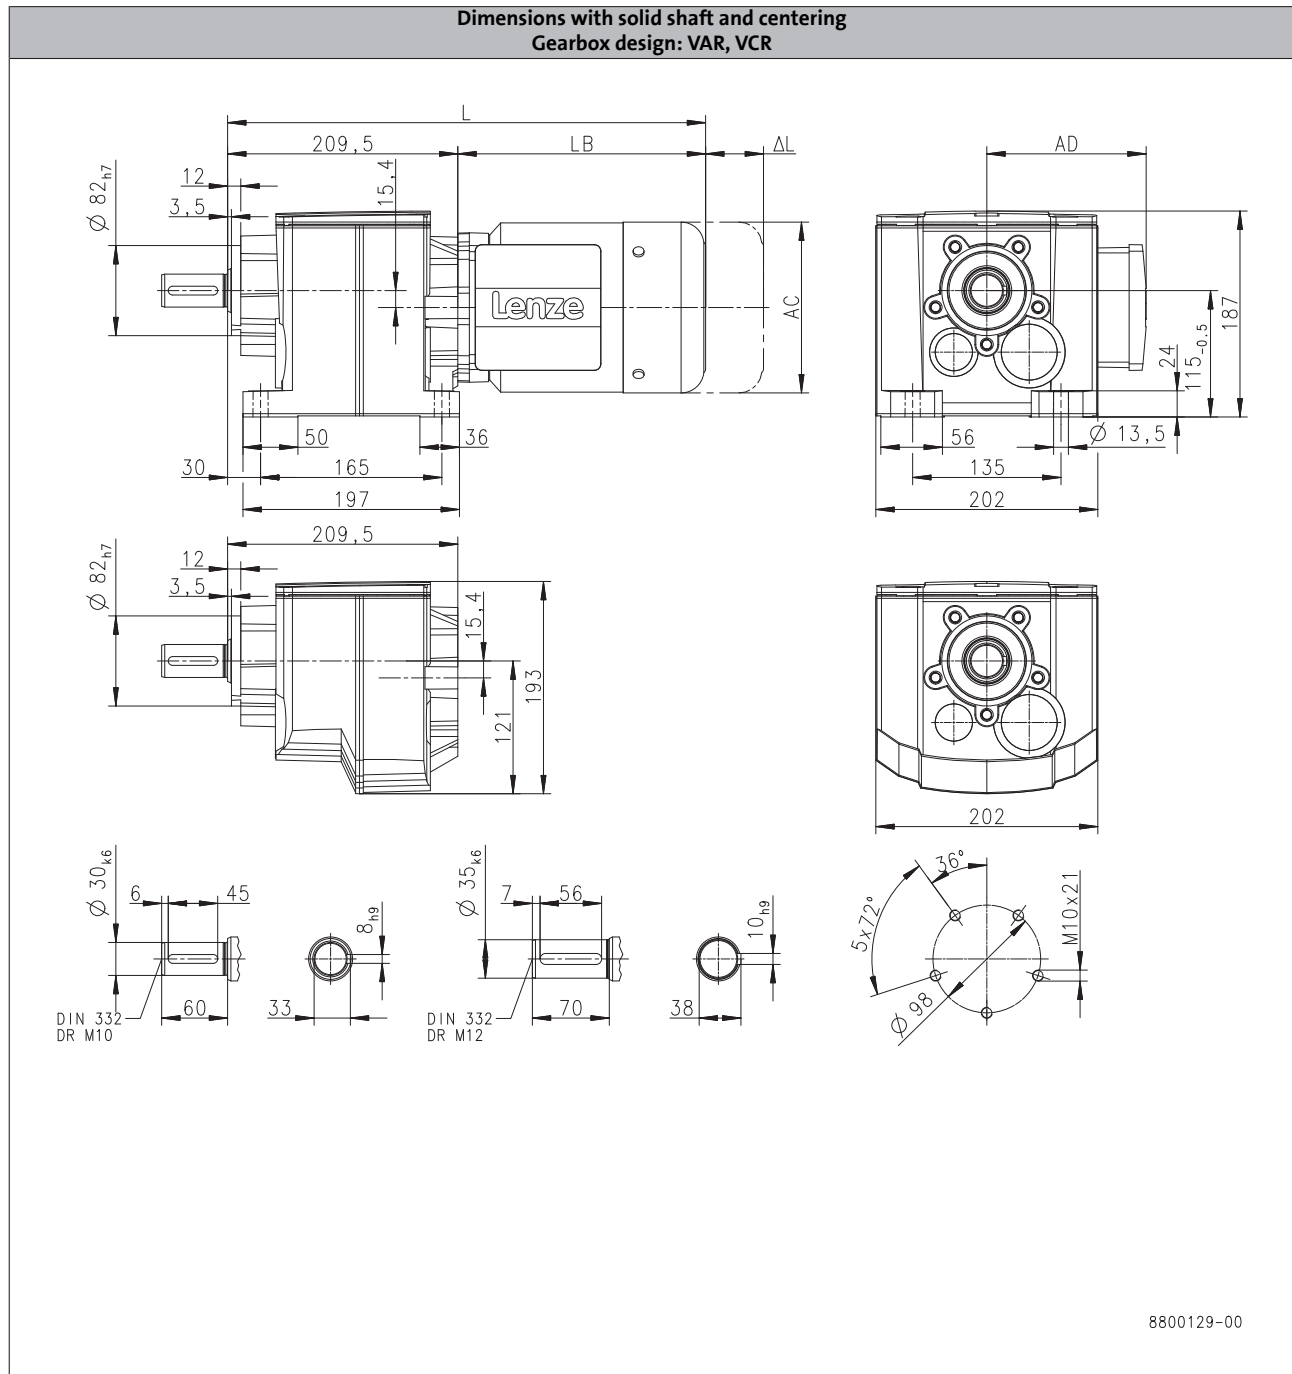 Dimensions with solid shaft and centering
Gearbox design: VAR, VCR
L
209,5
LB
ΔL
AD
12
15,4
3,5
Ø 82h7
Lenze
AC
187
115-0.5
24
50
36
56
Ø 13,5
30
165
135
197
202
209,5
12
3,5
Ø 82h7
15,4
193
121
202
Ø 30k6
6
45
8h9
Ø 35k6
7
56
10h9
36°
5x72°
M10x21
60
33
70
38
Ø 98
DIN 332
DR M10
DIN 332
DR M12
8800129-00